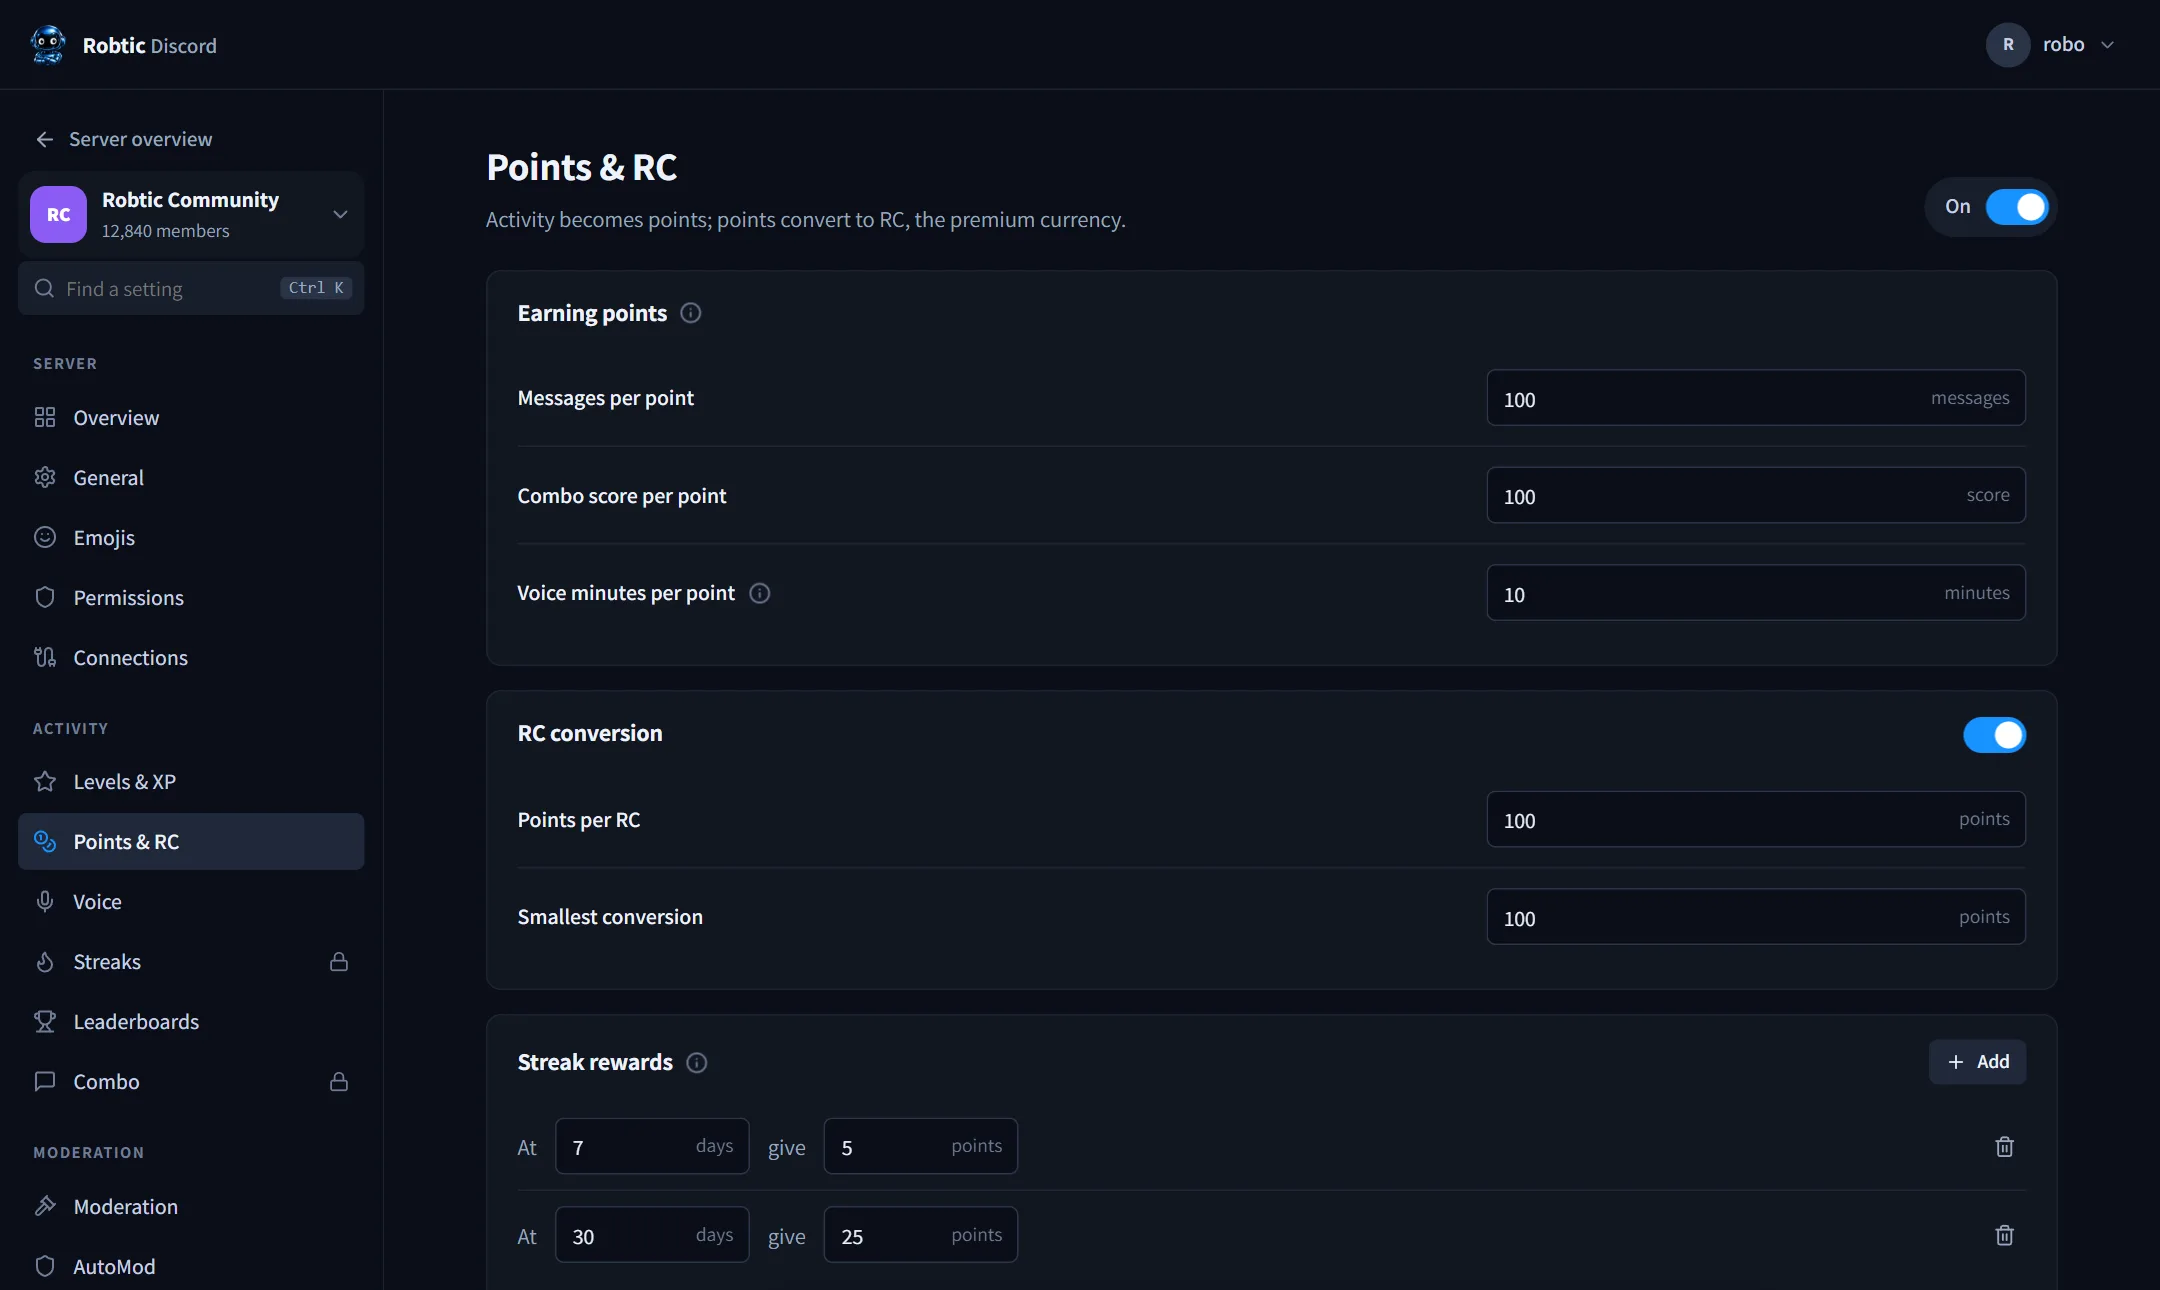 Robtic Discord
R robo
Server overview
RC Robtic Community
12,840 members
Find a setting Ctrl K
SERVER
Overview
General
Emojis
Permissions
Connections
ACTIVITY
Levels & XP
Points & RC
Voice
Streaks
Leaderboards
Combo
MODERATION
Moderation
AutoMod
Points & RC
Activity becomes points; points convert to RC, the premium currency.
On
Earning points
Messages per point 100 messages
Combo score per point 100 score
Voice minutes per point 10 minutes
RC conversion
Points per RC 100 points
Smallest conversion 100 points
Streak rewards + Add
At 7 days give 5 points
At 30 days give 25 points